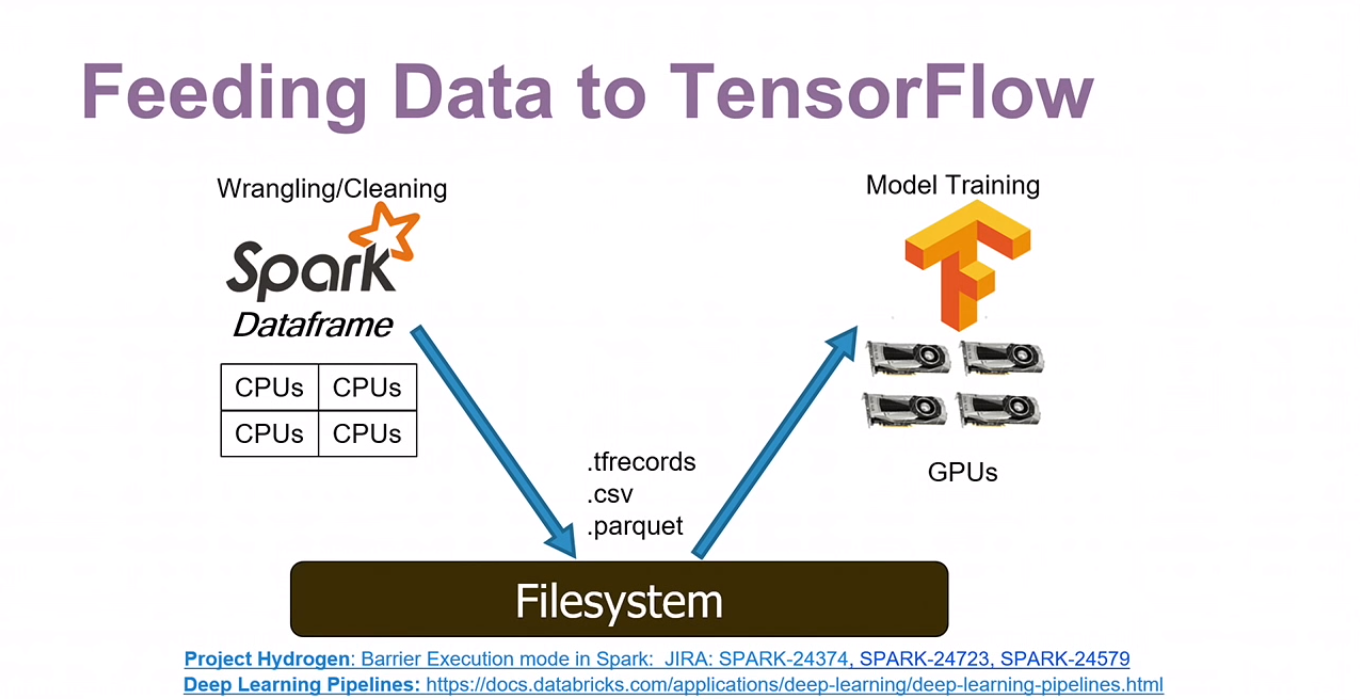 Feeding Data to TensorFlow
Wrangling/Cleaning
Spark
Dataframe
CPUs CPUs
CPUs CPUs
Model Training
GPUs
.tfrecords
.csv
.parquet
Filesystem
Project Hydrogen: Barrier Execution mode in Spark: JIRA: SPARK-24374, SPARK-24723, SPARK-24579
Deep Learning Pipelines: https://docs.databricks.com/applications/deep-learning/deep-learning-pipelines.html